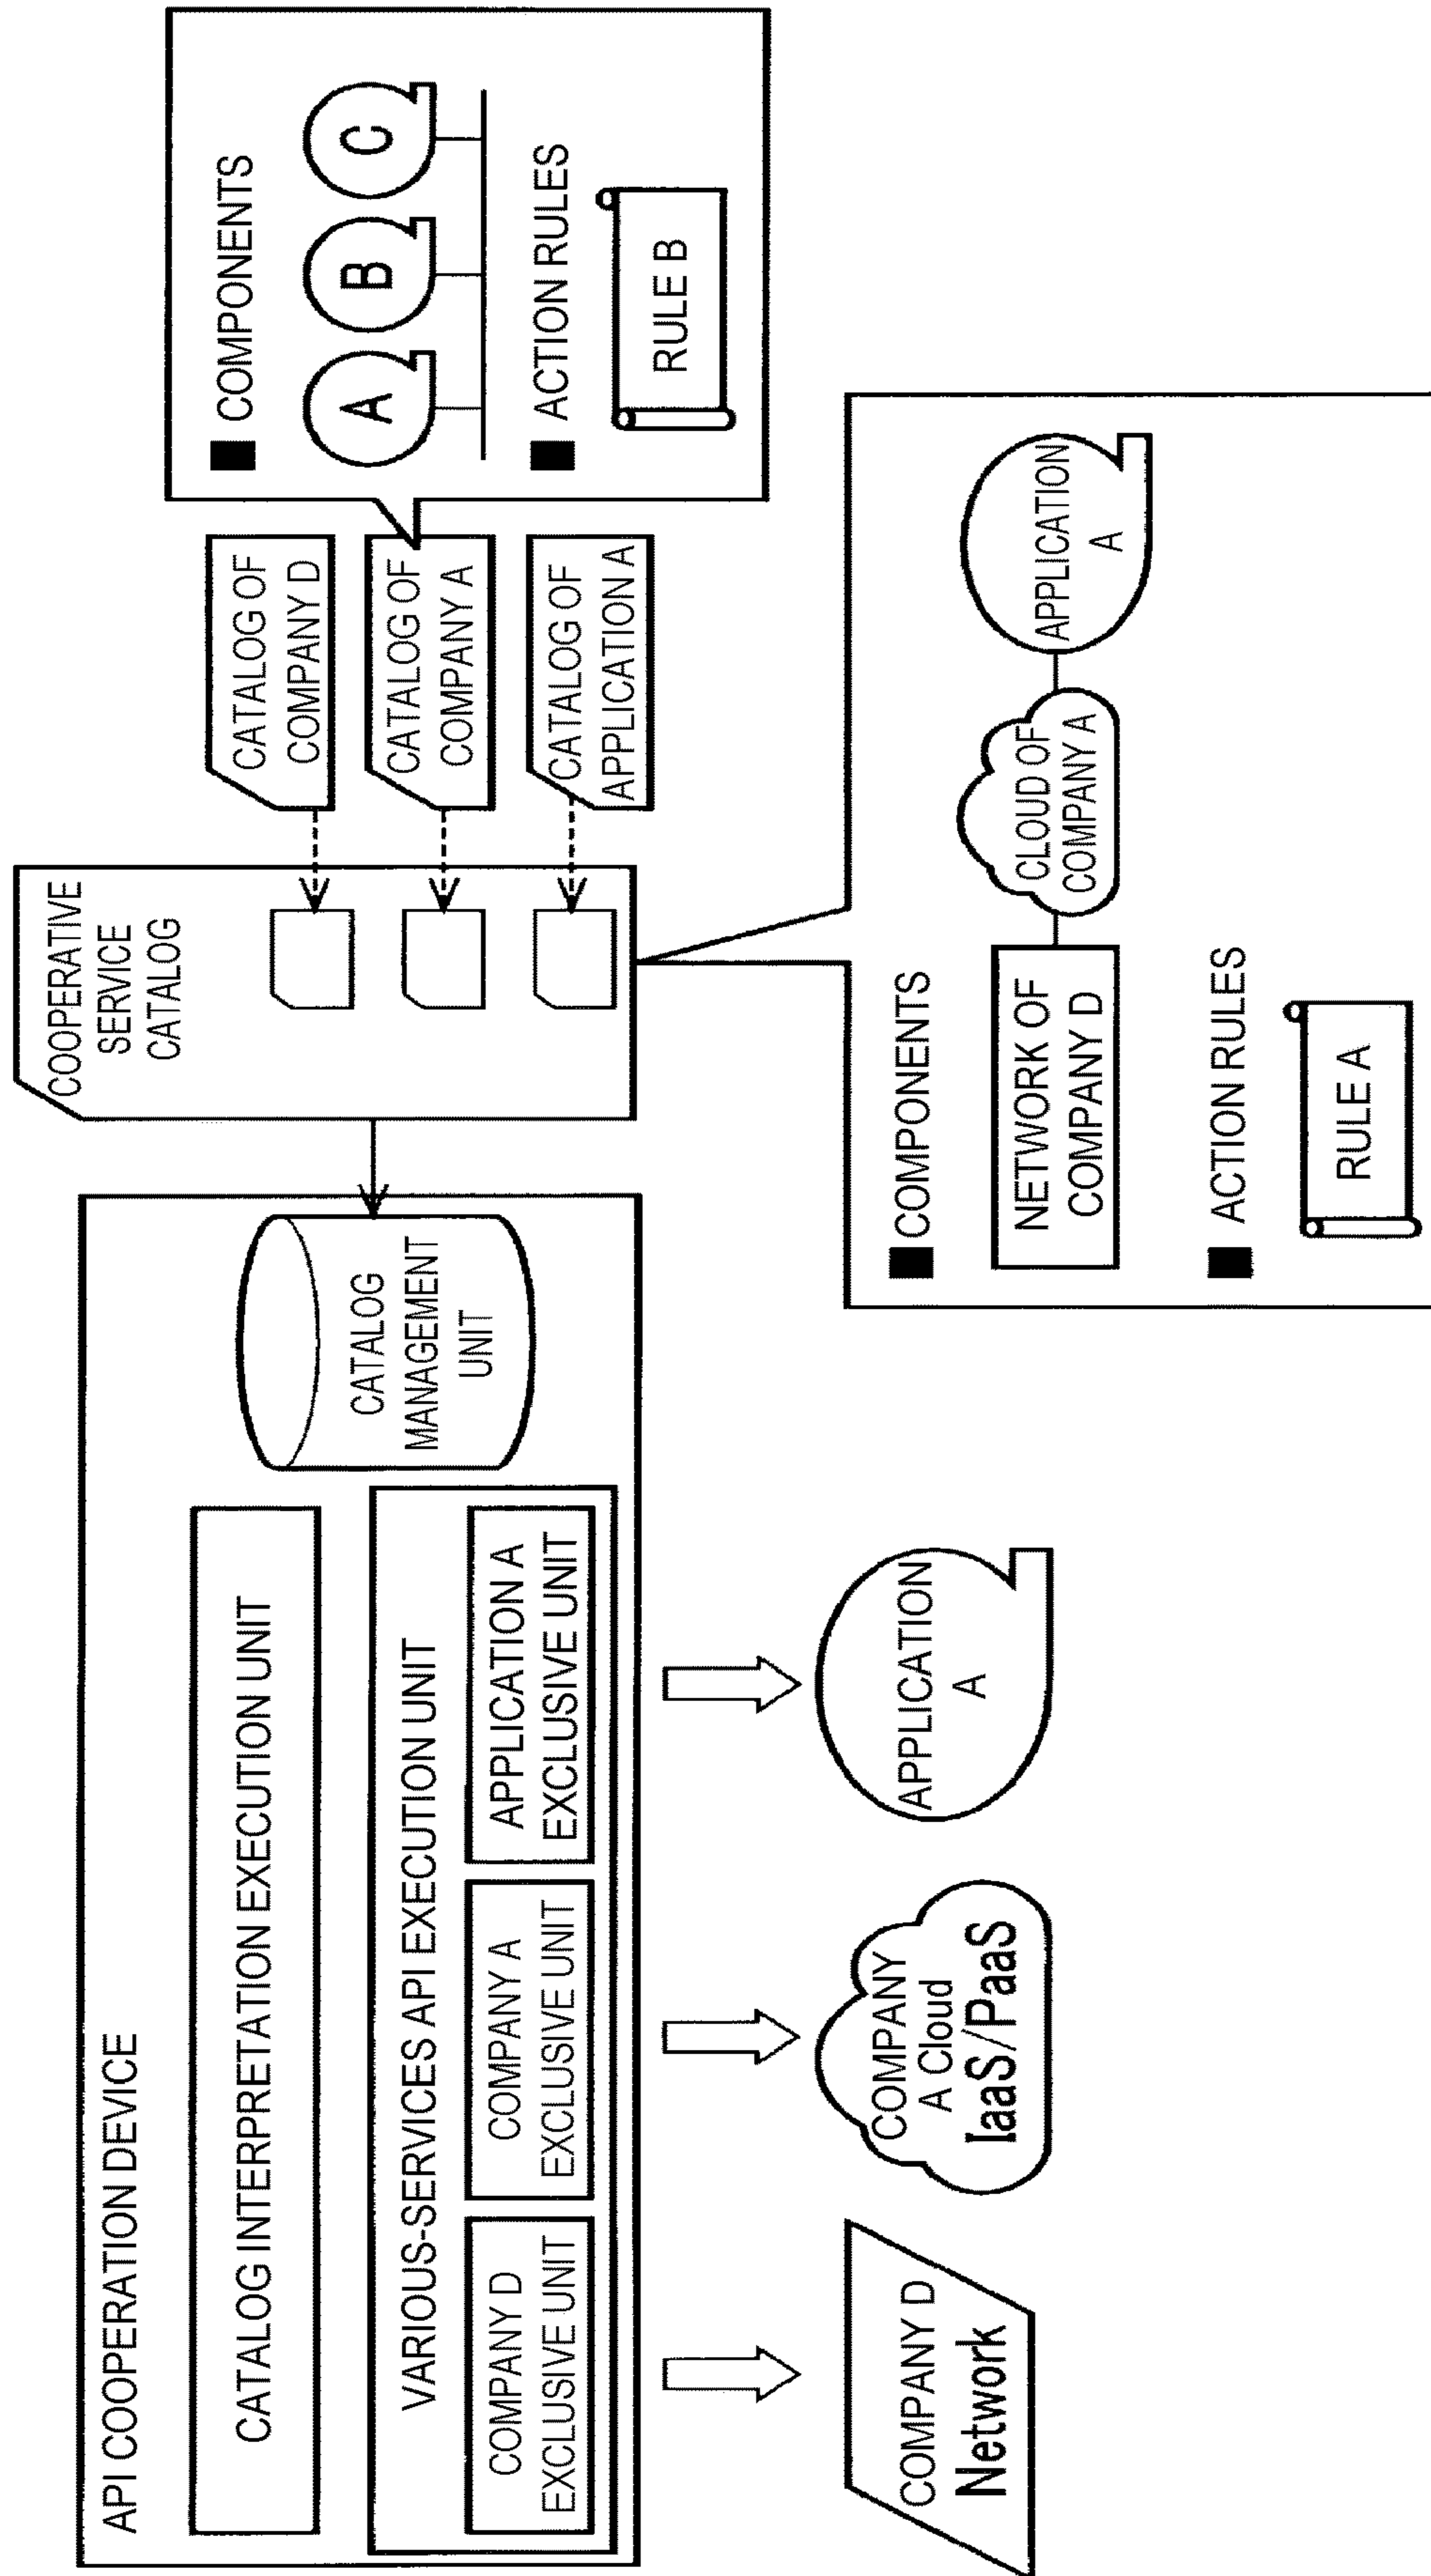 API COOPERATION DEVICE
CATALOG INTERPRETATION EXECUTION UNIT
VARIOUS-SERVICES API EXECUTION UNIT
COMPANY D
EXCLUSIVE UNIT
COMPANY A
EXCLUSIVE UNIT
APPLICATION A
EXCLUSIVE UNIT
CATALOG
MANAGEMENT
UNIT
COMPANY D
Network
COMPANY
A Cloud
IaaS/PaaS
APPLICATION
A
COOPERATIVE
SERVICE
CATALOG
CATALOG OF
COMPANY D
CATALOG OF
COMPANY A
CATALOG OF
APPLICATION A
COMPONENTS
A
B
C
ACTION RULES
RULE B
COMPONENTS
NETWORK OF
COMPANY D
CLOUD OF
COMPANY A
APPLICATION
A
ACTION RULES
RULE A